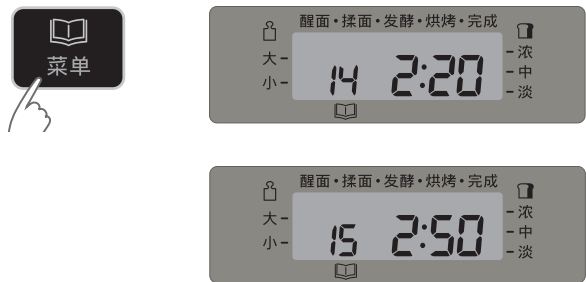 菜单
醒面•揉面•发酵•烘烤•完成
大- -浓
小- 14 2:20 -中
-淡
醒面•揉面•发酵•烘烤•完成
大- -浓
小- 15 2:50 -中
-淡